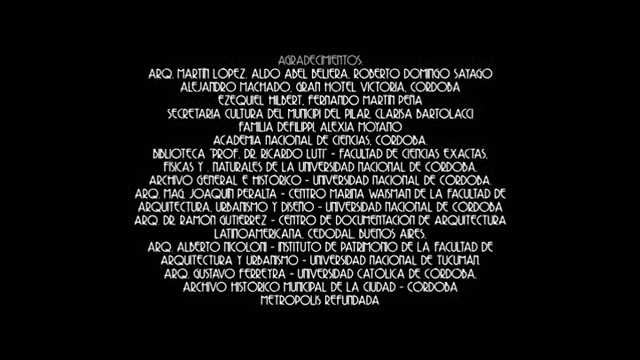 AGRADECIMIENTOS:
ARQ. MARTIN LOPEZ, ALDO ABEL BELIERA, ROBERTO DOMINGO SAYAGO
ALEJANDRO MACHADO, GRAN HOTEL VICTORIA, CORDOBA
EZEQUIEL HILBERT, FERNANDO MARTIN PEÑA
SECRETARIA CULTURA DEL MUNICIPI DEL PILAR, CLARISA BARTOLACCI
FAMILIA DEFILIPPI, ALEXIA MOYANO
ACADEMIA NACIONAL DE CIENCIAS, CORDOBA.
BIBLIOTECA "PROF. DR. RICARDO LUTI" - FACULTAD DE CIENCIAS EXACTAS,
FÍSICAS Y . NATURALES DE LA UNIVERSIDAD NACIONAL DE CORDOBA.
ARCHIVO GENERAL E HISTORICO - UNIVERSIDAD NACIONAL DE CORDOBA.
ARQ. MAG. JOAQUIN PERALTA - CENTRO MARINA WAISMAN DE LA FACULTAD DE
ARQUITECTURA, URBANISMO Y DISEÑO - UNIVERSIDAD NACIONAL DE CORDOBA
ARQ. DR. RAMON GUTIERREZ - CENTRO DE DOCUMENTACION DE ARQUITECTURA
LATINOAMERICANA, CEDODAL, BUENOS AIRES.
ARQ. ALBERTO NICOLONI - INSTITUTO DE PATRIMONIO DE LA FACULTAD DE
ARQUITECTURA Y URBANISMO - UNIVERSIDAD NACIONAL DE TUCUMAN.
ARQ. GUSTAVO FERREYRA - UNIVERSIDAD CATOLICA DE CORDOBA.
ARCHIVO HISTORICO MUNICIPAL DE LA CIUDAD - CORDOBA
METROPOLIS REFUNDADA